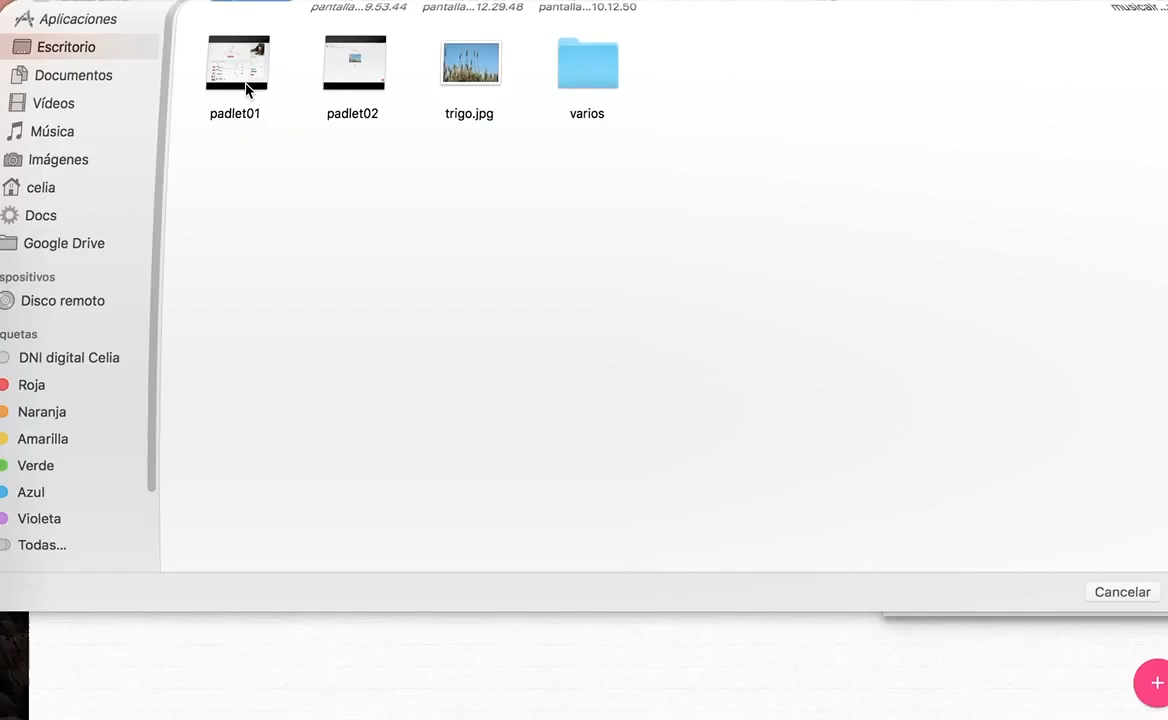 pantalla...9.53.44 pantalla...12.29.48 pantalla...10.12.50
Aplicaciones
Escritorio
Documentos
Vídeos
Música
Imágenes
celia
Docs
Google Drive
spositivos
Disco remoto
quetas
DNI digital Celia
Roja
Naranja
Amarilla
Verde
Azul
Violeta
Todas...
padlet01 padlet02 trigo.jpg varios
Cancelar
+